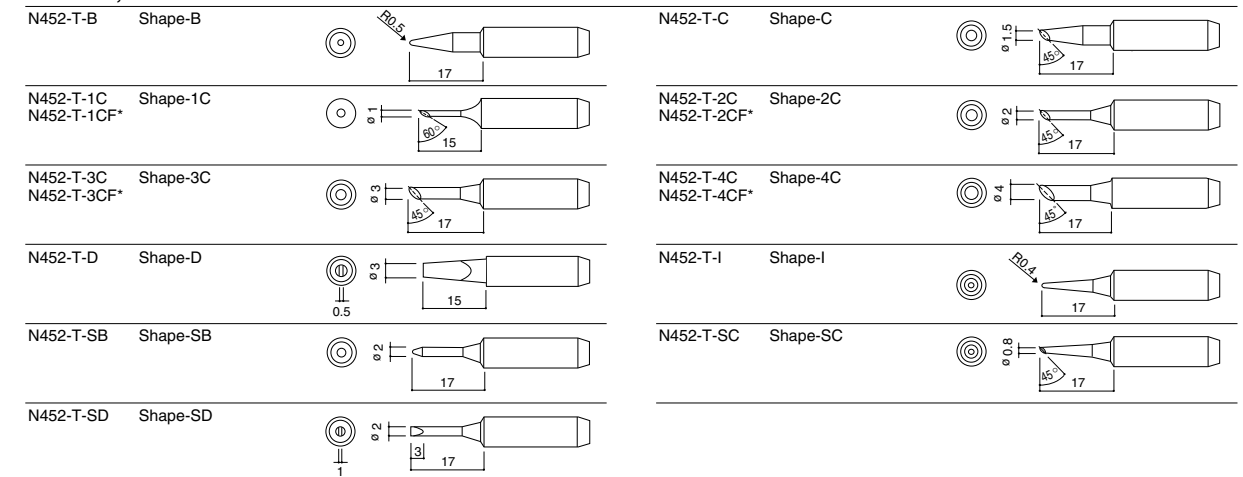 N452-T-B Shape-B
R0.5
17
N452-T-C Shape-C
ø 1.5
45°
17
N452-T-1C Shape-1C
N452-T-1CF*
ø 1
60°
15
N452-T-2C Shape-2C
N452-T-2CF*
ø 2
45°
17
N452-T-3C Shape-3C
N452-T-3CF*
ø 3
45°
17
N452-T-4C Shape-4C
N452-T-4CF*
ø 4
45°
17
N452-T-D Shape-D
ø 3
0.5
15
N452-T-I Shape-I
R0.4
17
N452-T-SB Shape-SB
ø 2
17
N452-T-SC Shape-SC
ø 0.8
45°
17
N452-T-SD Shape-SD
ø 2
3
17
1